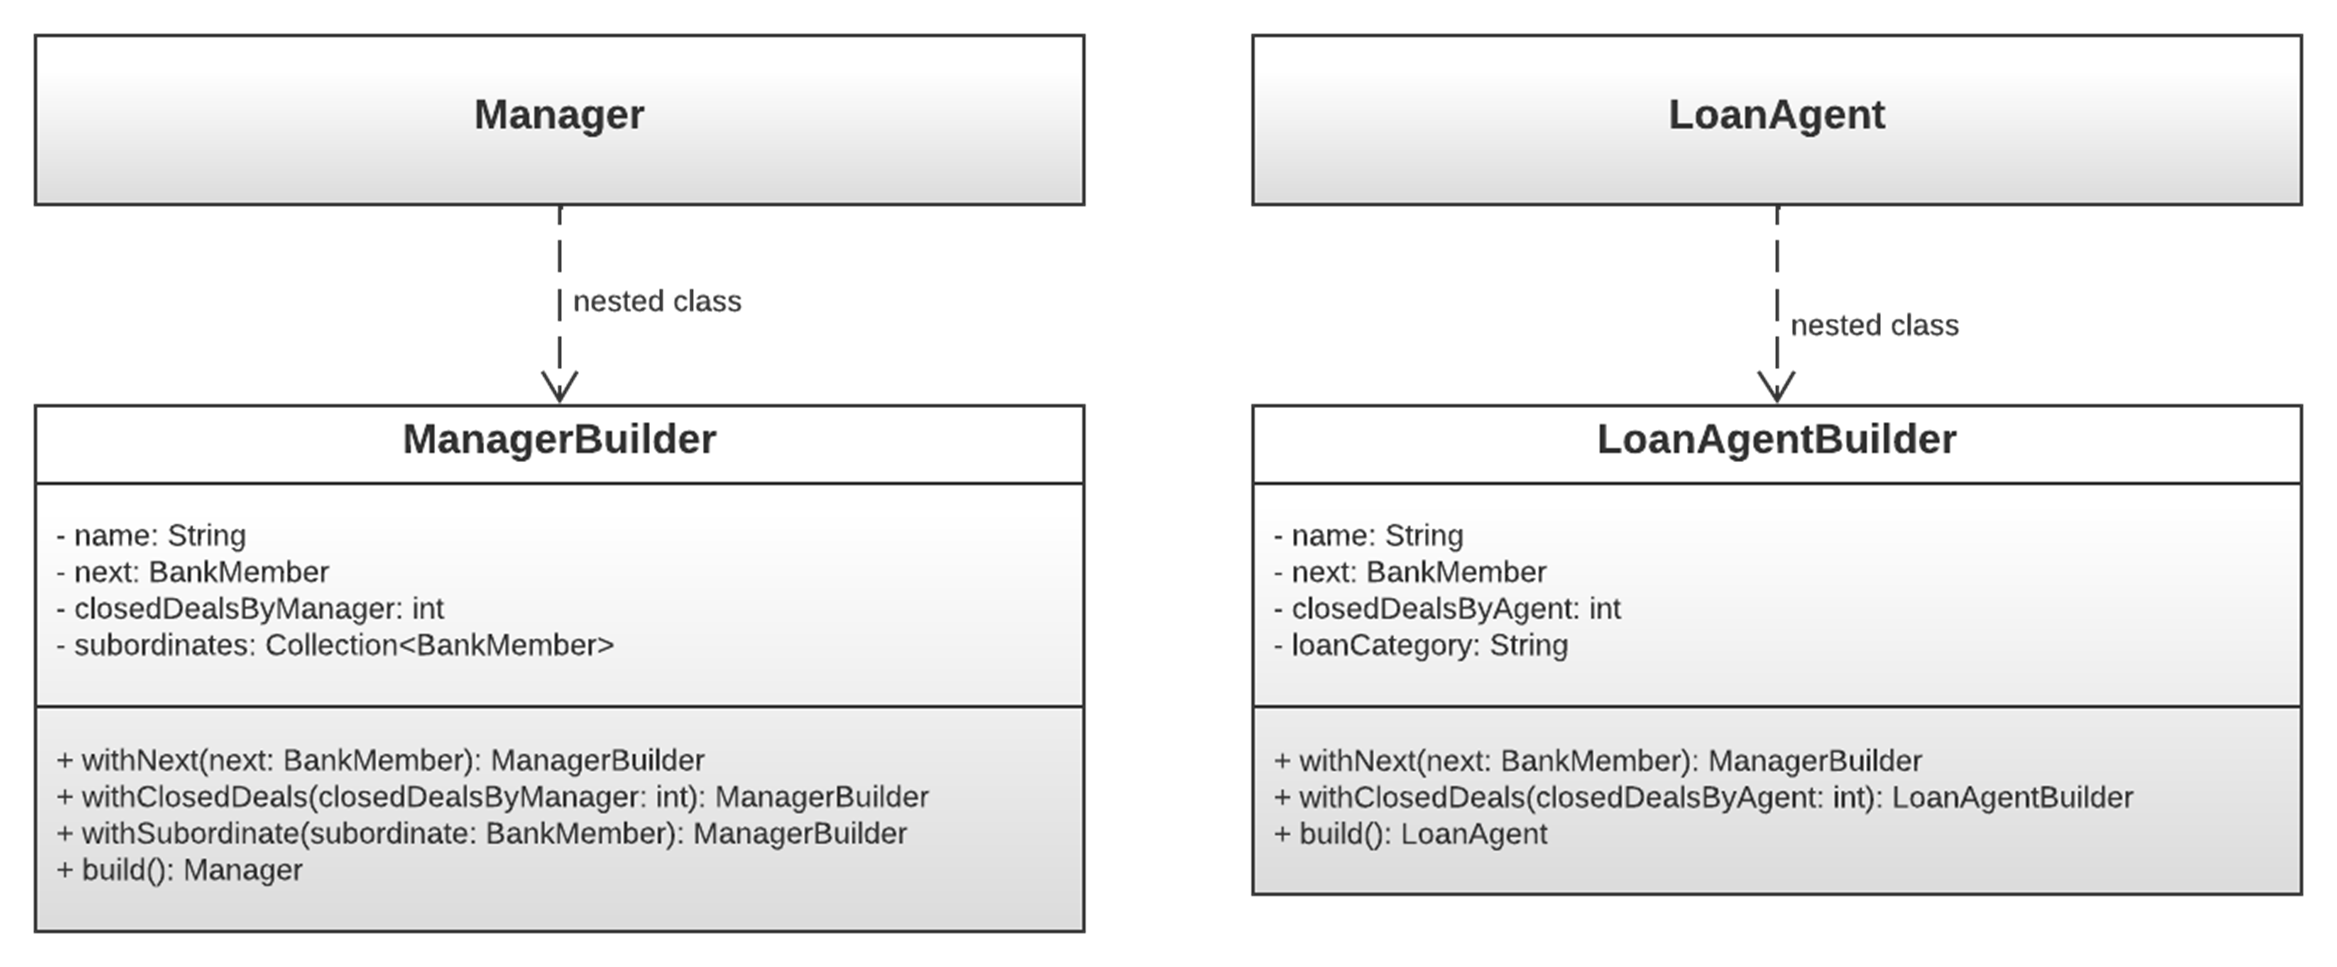 Manager
nested class
ManagerBuilder
- name: String
- next: BankMember
- closedDealsByManager: int
- subordinates: Collection<BankMember>
+ withNext(next: BankMember): ManagerBuilder
+ withClosedDeals(closedDealsByManager: int): ManagerBuilder
+ withSubordinate(subordinate: BankMember): ManagerBuilder
+ build(): Manager
LoanAgent
nested class
LoanAgentBuilder
- name: String
- next: BankMember
- closedDealsByAgent: int
- loanCategory: String
+ withNext(next: BankMember): ManagerBuilder
+ withClosedDeals(closedDealsByAgent: int): LoanAgentBuilder
+ build(): LoanAgent